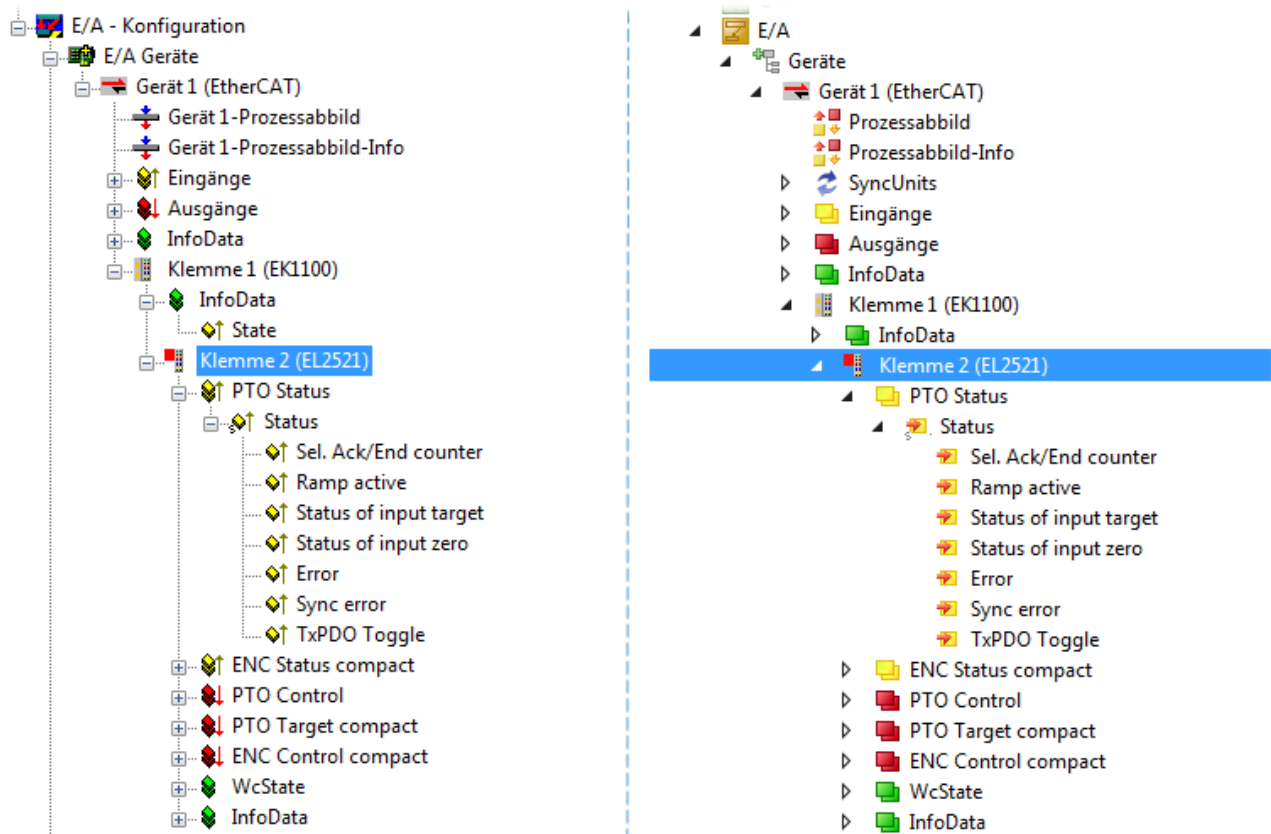 E/A - Konfiguration
E/A Geräte
Gerät 1 (EtherCAT)
Gerät 1-Prozessabbild
Gerät 1-Prozessabbild-Info
Eingänge
Ausgänge
InfoData
Klemme 1 (EK1100)
InfoData
State
Klemme 2 (EL2521)
PTO Status
Status
Sel. Ack/End counter
Ramp active
Status of input target
Status of input zero
Error
Sync error
TxPDO Toggle
ENC Status compact
PTO Control
PTO Target compact
ENC Control compact
WcState
InfoData
E/A
Geräte
Gerät 1 (EtherCAT)
Prozessabbild
Prozessabbild-Info
SyncUnits
Eingänge
Ausgänge
InfoData
Klemme 1 (EK1100)
InfoData
Klemme 2 (EL2521)
PTO Status
Status
Sel. Ack/End counter
Ramp active
Status of input target
Status of input zero
Error
Sync error
TxPDO Toggle
ENC Status compact
PTO Control
PTO Target compact
ENC Control compact
WcState
InfoData